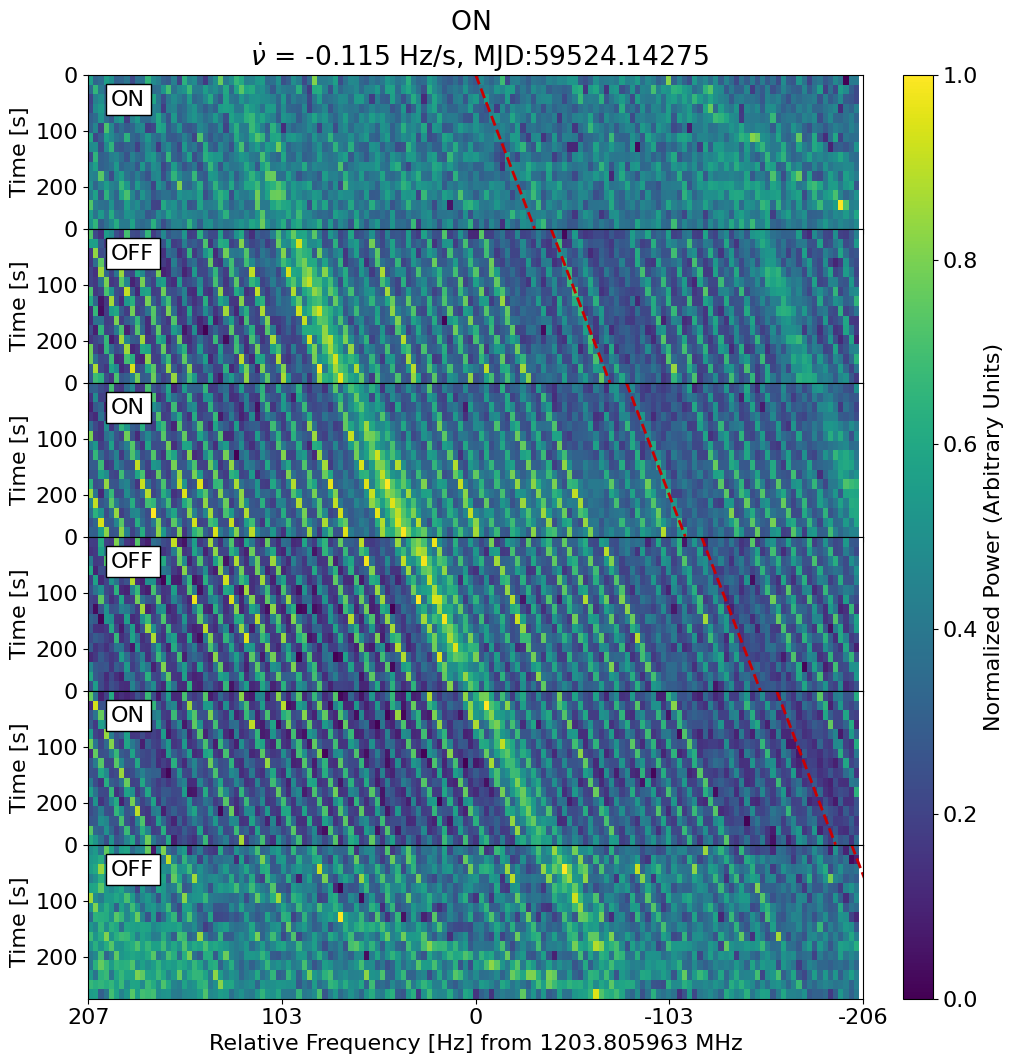 ON
ν̇ = -0.115 Hz/s, MJD:59524.14275
0
100
200
Time [s]
ON
0
100
200
Time [s]
OFF
0
100
200
Time [s]
ON
0
100
200
Time [s]
OFF
0
100
200
Time [s]
ON
0
100
200
Time [s]
OFF
207
103
0
-103
-206
Relative Frequency [Hz] from 1203.805963 MHz
1.0
0.8
0.6
0.4
0.2
0.0
Normalized Power (Arbitrary Units)